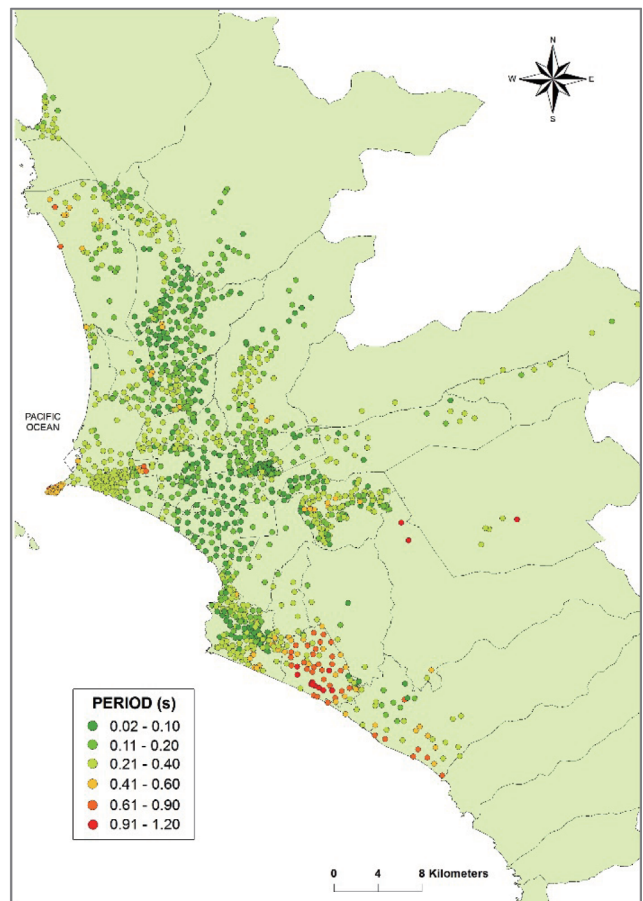 N
W E
S
PACIFIC
OCEAN
PERIOD (s)
0.02 - 0.10
0.11 - 0.20
0.21 - 0.40
0.41 - 0.60
0.61 - 0.90
0.91 - 1.20
0 4 8 Kilometers